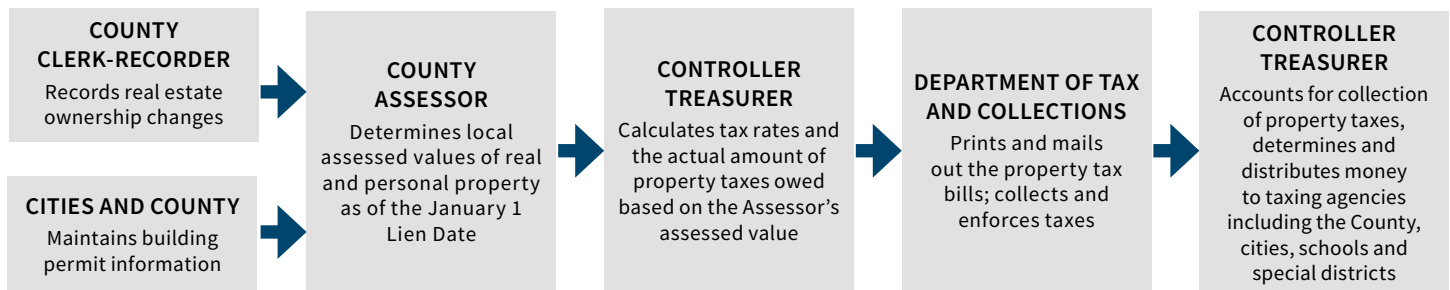 COUNTY
CLERK-RECORDER
Records real estate
ownership changes
CITIES AND COUNTY
Maintains building
permit information
COUNTY
ASSESSOR
Determines local
assessed values of real
and personal property
as of the January 1
Lien Date
CONTROLLER
TREASURER
Calculates tax rates and
the actual amount of
property taxes owed
based on the Assessor’s
assessed value
DEPARTMENT OF TAX
AND COLLECTIONS
Prints and mails
out the property tax
bills; collects and
enforces taxes
CONTROLLER
TREASURER
Accounts for collection
of property taxes,
determines and
distributes money
to taxing agencies
including the County,
cities, schools and
special districts